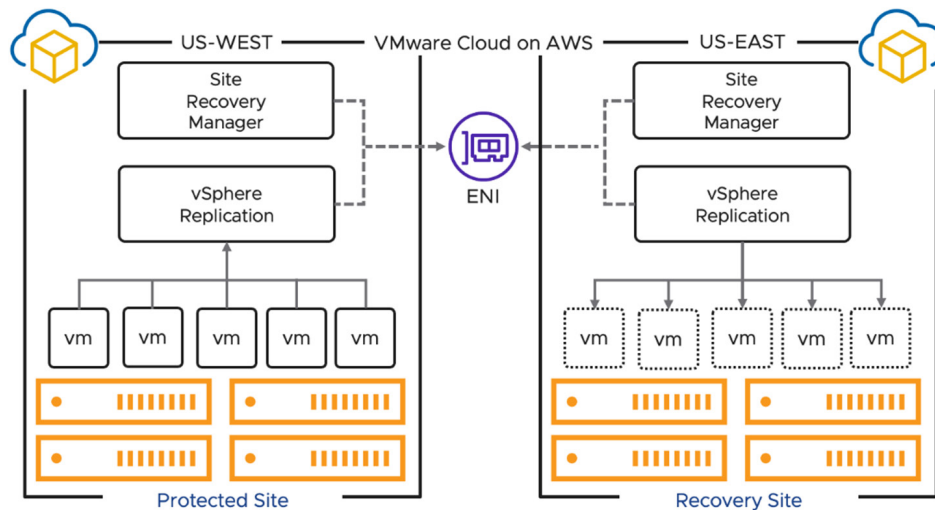 US-WEST
VMware Cloud on AWS
US-EAST
Site
Recovery
Manager
Site
Recovery
Manager
ENI
vSphere
Replication
vSphere
Replication
vm
vm
vm
vm
vm
vm
vm
vm
vm
vm
Protected Site
Recovery Site